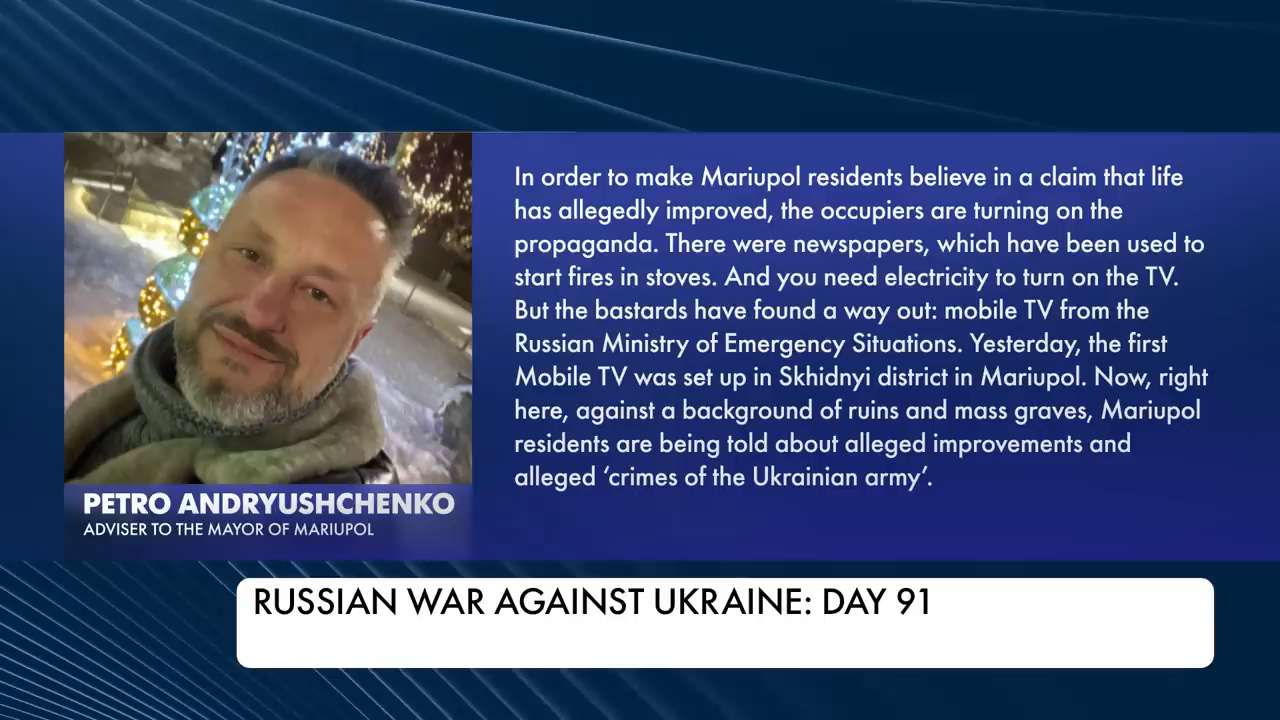 In order to make Mariupol residents believe in a claim that life
has allegedly improved, the occupiers are turning on the
propaganda. There were newspapers, which have been used to
start fires in stoves. And you need electricity to turn on the TV.
But the bastards have found a way out: mobile TV from the
Russian Ministry of Emergency Situations. Yesterday, the first
Mobile TV was set up in Skhidnyi district in Mariupol. Now, right
here, against a background of ruins and mass graves, Mariupol
residents are being told about alleged improvements and
alleged ‘crimes of the Ukrainian army’.
PETRO ANDRYUSHCHENKO
ADVISER TO THE MAYOR OF MARIUPOL
RUSSIAN WAR AGAINST UKRAINE: DAY 91